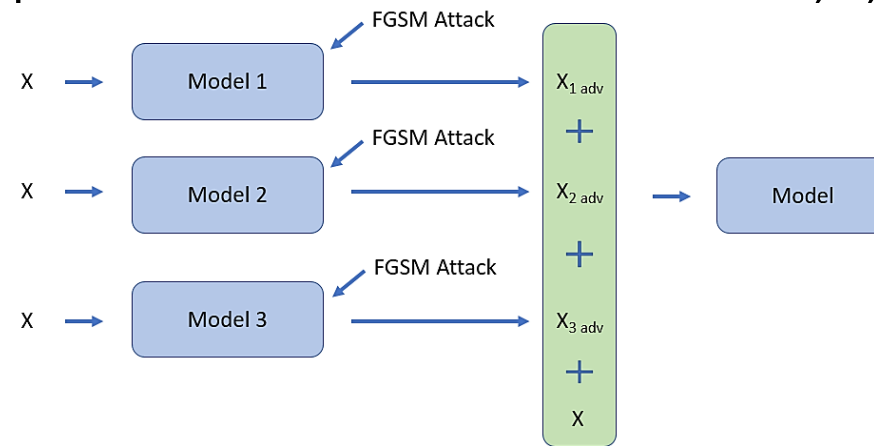 FGSM Attack
X
Model 1
X1 adv
+
FGSM Attack
X
Model 2
X2 adv
Model
+
FGSM Attack
X
Model 3
X3 adv
+
X